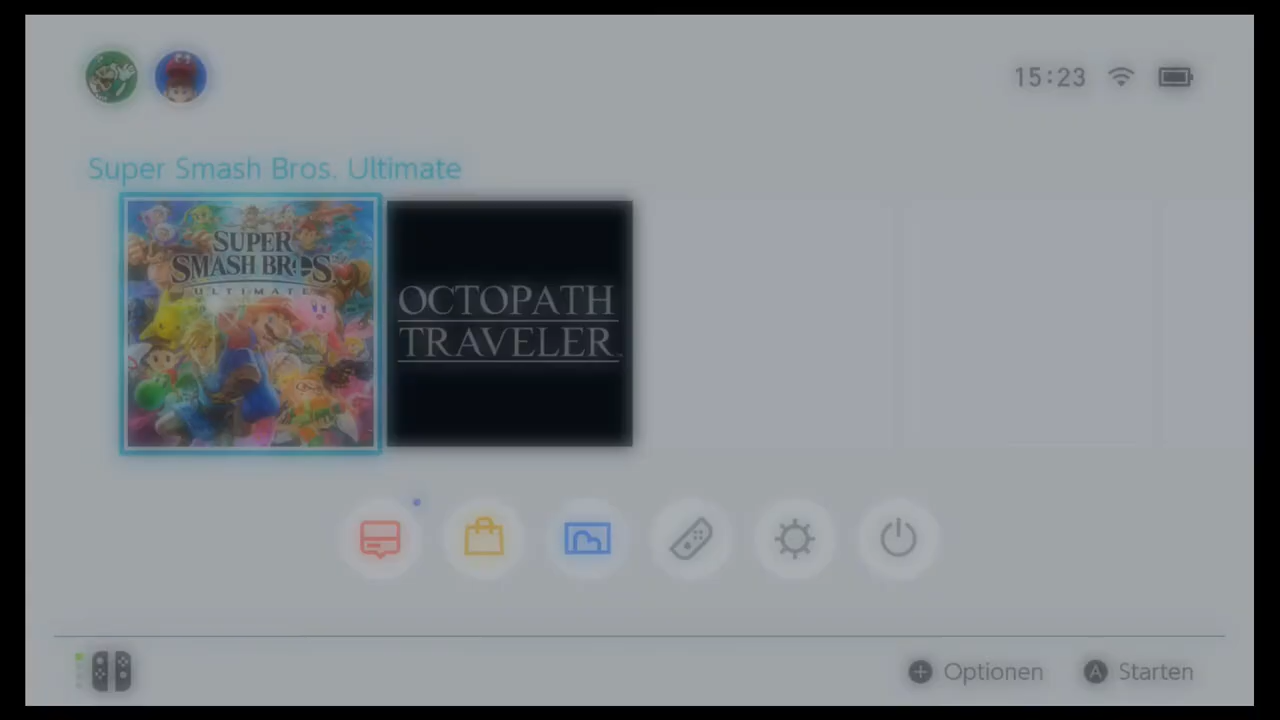 15:23
Super Smash Bros. Ultimate
SUPER
SMASH BROS.
ULTIMATE
OCTOPATH
TRAVELER
Optionen
A Starten